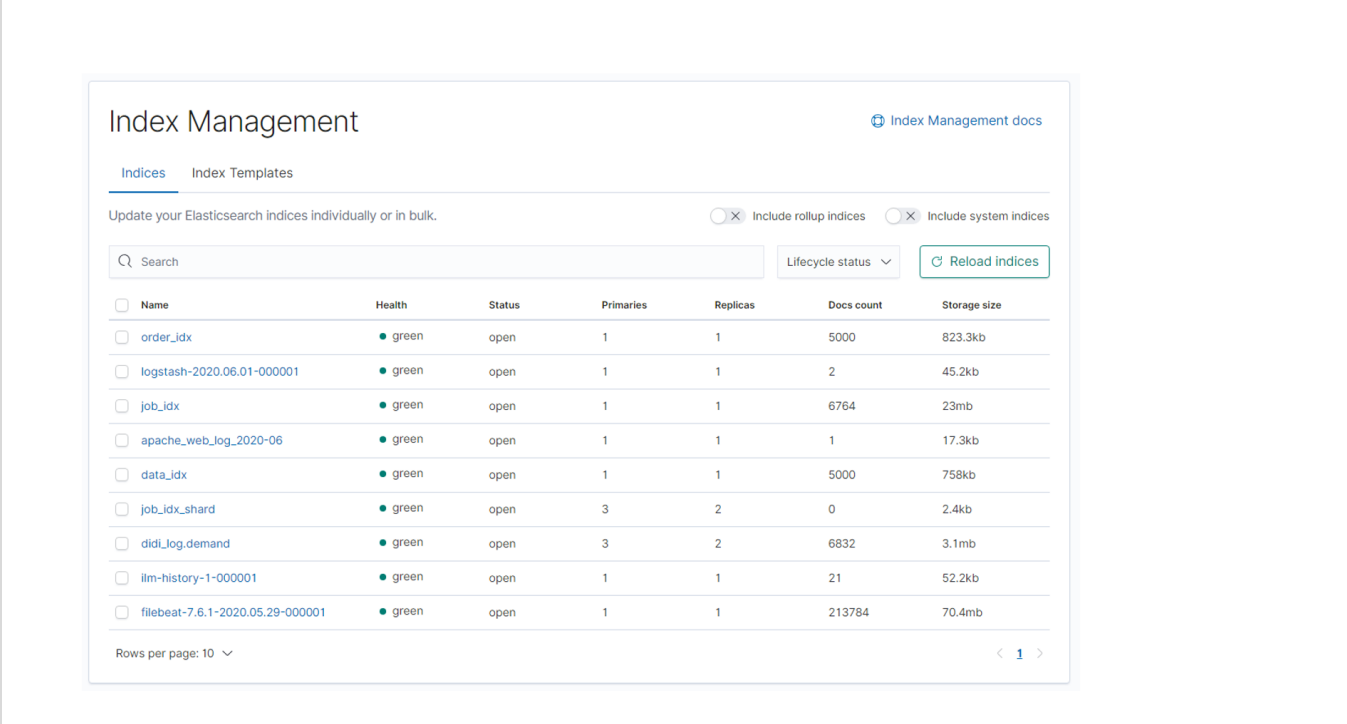 Index Management
Index Management docs
Indices Index Templates
Update your Elasticsearch indices individually or in bulk.
Include rollup indices Include system indices
Search Lifecycle status Reload indices
Name Health Status Primaries Replicas Docs count Storage size
order_idx green open 1 1 5000 823.3kb
logstash-2020.06.01-000001 green open 1 1 2 45.2kb
job_idx green open 1 1 6764 23mb
apache_web_log_2020-06 green open 1 1 1 17.3kb
data_idx green open 1 1 5000 758kb
job_idx_shard green open 3 2 0 2.4kb
didi_log.demand green open 3 2 6832 3.1mb
ilm-history-1-000001 green open 1 1 21 52.2kb
filebeat-7.6.1-2020.05.29-000001 green open 1 1 213784 70.4mb
Rows per page: 10 1